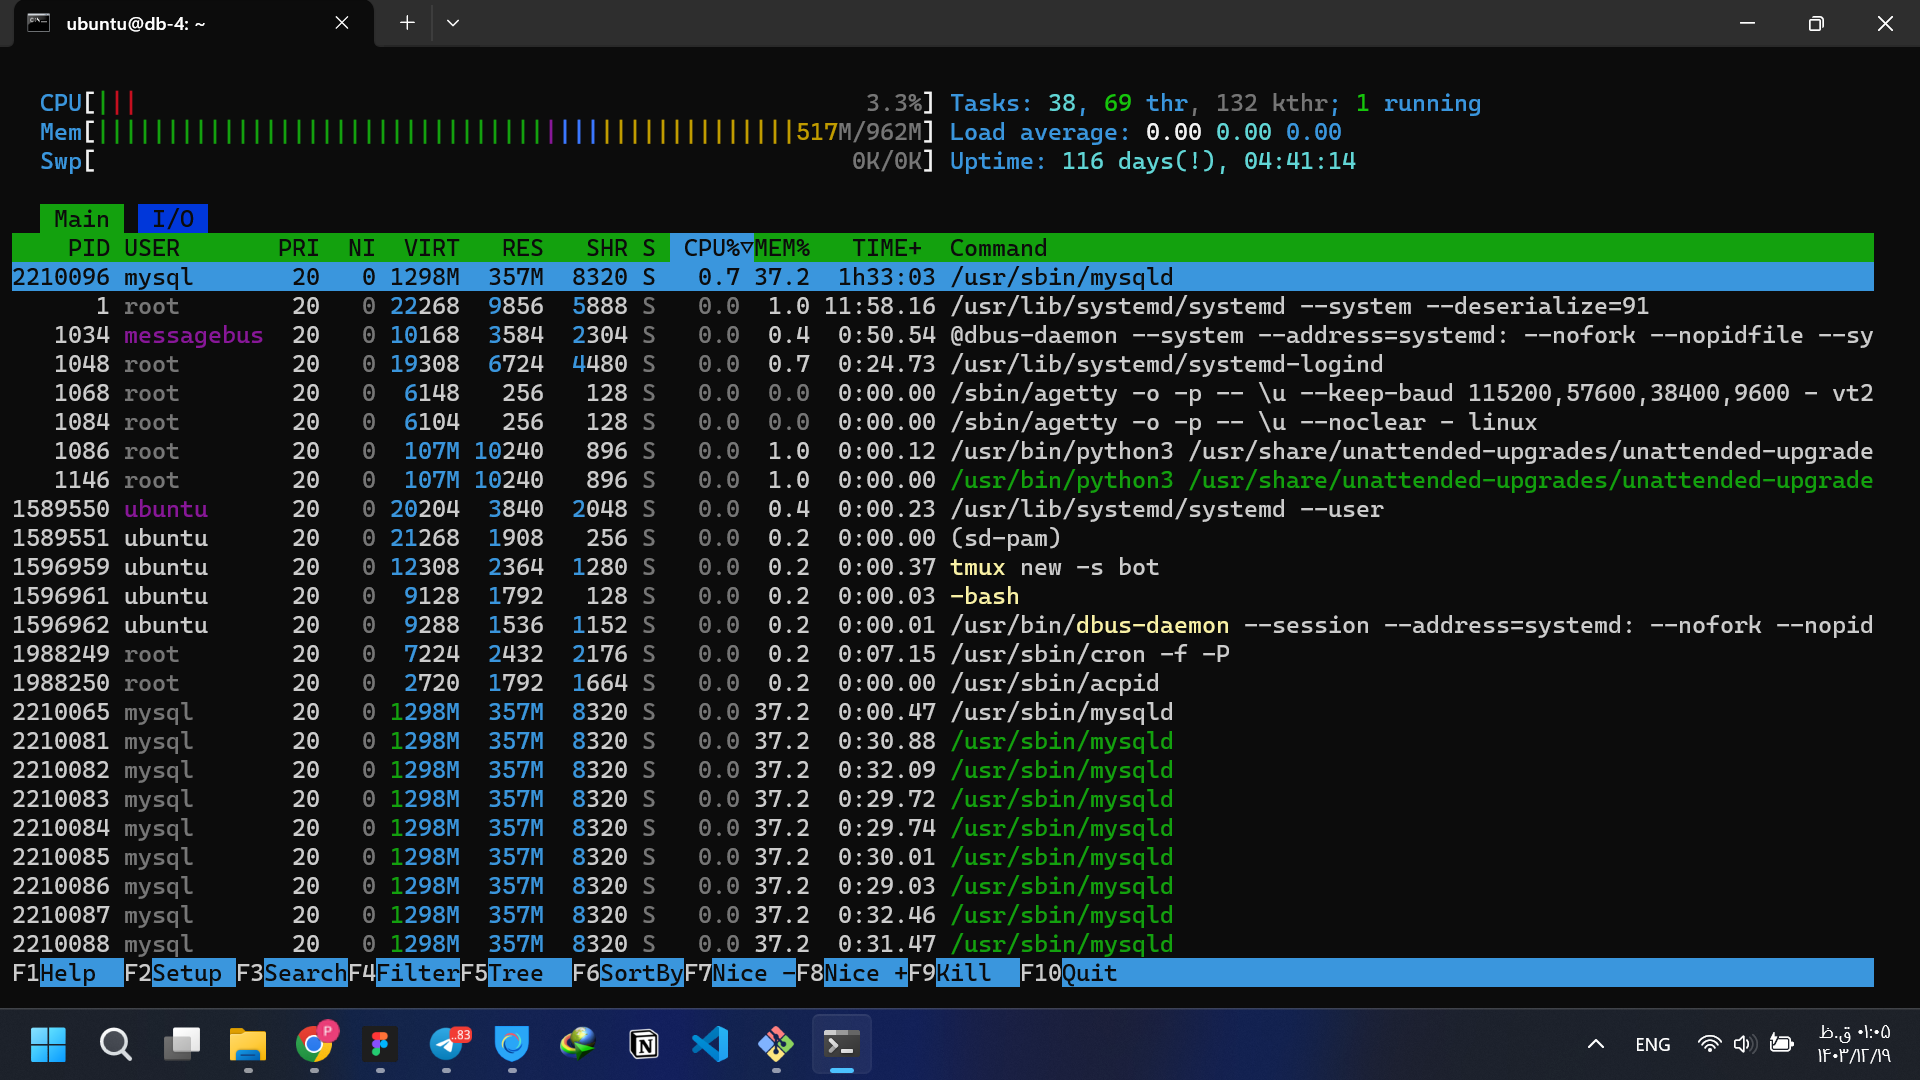 ubuntu@db-4: ~
CPU[||| 3.3%] Tasks: 38, 69 thr, 132 kthr; 1 running
Mem[||||||||||||||||||||||||||||||||||||||||||||||||||517M/962M] Load average: 0.00 0.00 0.00
Swp[ 0K/0K] Uptime: 116 days(!), 04:41:14
Main I/O
PID USER PRI NI VIRT RES SHR S CPU%▽MEM% TIME+ Command
2210096 mysql 20 0 1298M 357M 8320 S 0.7 37.2 1h33:03 /usr/sbin/mysqld
1 root 20 0 22268 9856 5888 S 0.0 1.0 11:58.16 /usr/lib/systemd/systemd --system --deserialize=91
1034 messagebus 20 0 10168 3584 2304 S 0.0 0.4 0:50.54 @dbus-daemon --system --address=systemd: --nofork --nopidfile --sy
1048 root 20 0 19308 6724 4480 S 0.0 0.7 0:24.73 /usr/lib/systemd/systemd-logind
1068 root 20 0 6148 256 128 S 0.0 0.0 0:00.00 /sbin/agetty -o -p -- \u --keep-baud 115200,57600,38400,9600 - vt2
1084 root 20 0 6104 256 128 S 0.0 0.0 0:00.00 /sbin/agetty -o -p -- \u --noclear - linux
1086 root 20 0 107M 10240 896 S 0.0 1.0 0:00.12 /usr/bin/python3 /usr/share/unattended-upgrades/unattended-upgrade
1146 root 20 0 107M 10240 896 S 0.0 1.0 0:00.00 /usr/bin/python3 /usr/share/unattended-upgrades/unattended-upgrade
1589550 ubuntu 20 0 20204 3840 2048 S 0.0 0.4 0:00.23 /usr/lib/systemd/systemd --user
1589551 ubuntu 20 0 21268 1908 256 S 0.0 0.2 0:00.00 (sd-pam)
1596959 ubuntu 20 0 12308 2364 1280 S 0.0 0.2 0:00.37 tmux new -s bot
1596961 ubuntu 20 0 9128 1792 128 S 0.0 0.2 0:00.03 -bash
1596962 ubuntu 20 0 9288 1536 1152 S 0.0 0.2 0:00.01 /usr/bin/dbus-daemon --session --address=systemd: --nofork --nopid
1988249 root 20 0 7224 2432 2176 S 0.0 0.2 0:07.15 /usr/sbin/cron -f -P
1988250 root 20 0 2720 1792 1664 S 0.0 0.2 0:00.00 /usr/sbin/acpid
2210065 mysql 20 0 1298M 357M 8320 S 0.0 37.2 0:00.47 /usr/sbin/mysqld
2210081 mysql 20 0 1298M 357M 8320 S 0.0 37.2 0:30.88 /usr/sbin/mysqld
2210082 mysql 20 0 1298M 357M 8320 S 0.0 37.2 0:32.09 /usr/sbin/mysqld
2210083 mysql 20 0 1298M 357M 8320 S 0.0 37.2 0:29.72 /usr/sbin/mysqld
2210084 mysql 20 0 1298M 357M 8320 S 0.0 37.2 0:29.74 /usr/sbin/mysqld
2210085 mysql 20 0 1298M 357M 8320 S 0.0 37.2 0:30.01 /usr/sbin/mysqld
2210086 mysql 20 0 1298M 357M 8320 S 0.0 37.2 0:29.03 /usr/sbin/mysqld
2210087 mysql 20 0 1298M 357M 8320 S 0.0 37.2 0:32.46 /usr/sbin/mysqld
2210088 mysql 20 0 1298M 357M 8320 S 0.0 37.2 0:31.47 /usr/sbin/mysqld
F1Help F2Setup F3SearchF4FilterF5Tree F6SortByF7Nice -F8Nice +F9Kill F10Quit
P ..83 ENG ۰۱:۰۵ ق.ظ
۱۴۰۳/۱۲/۱۹